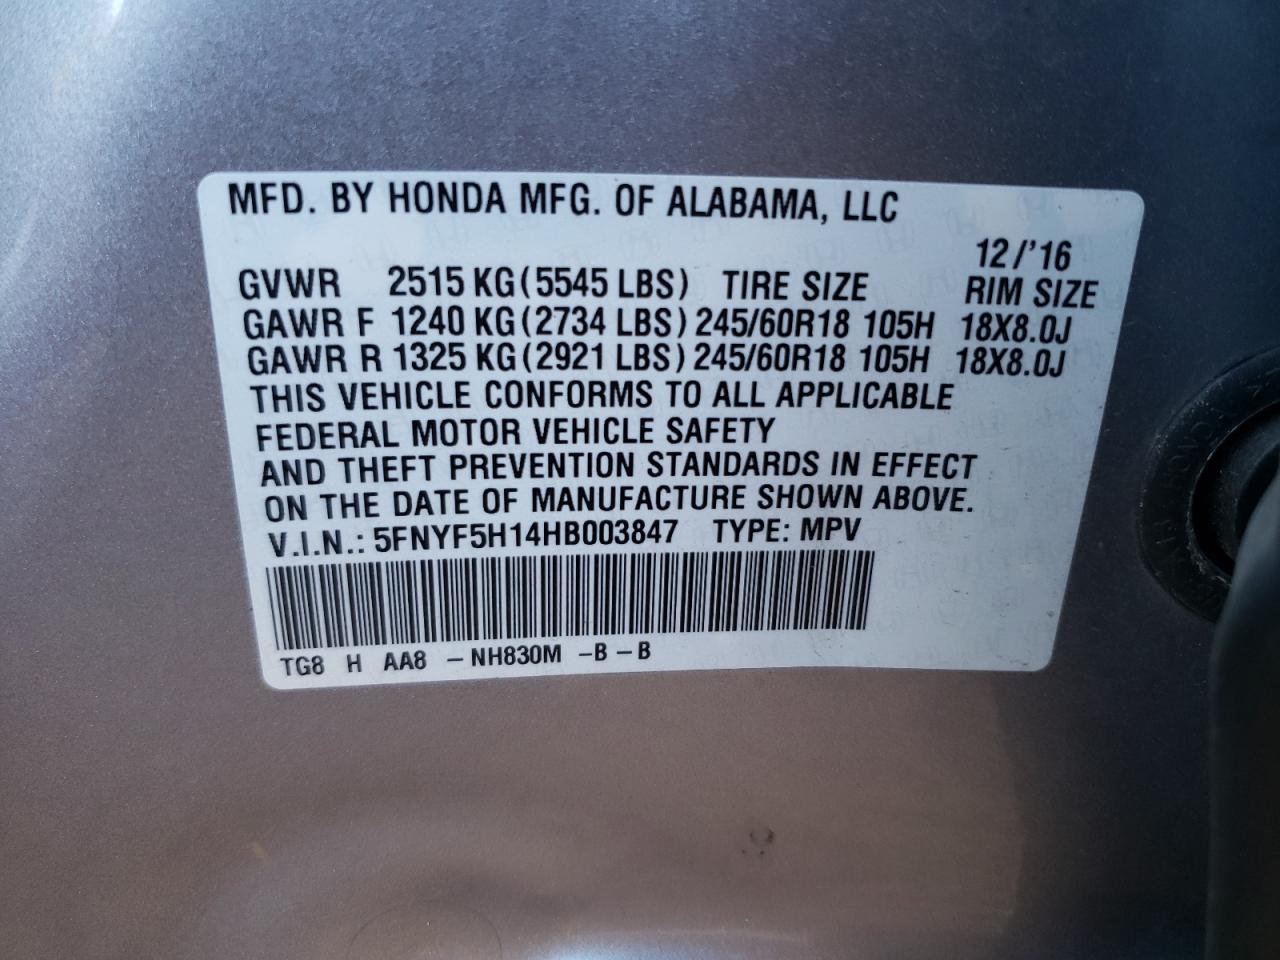 MFD. BY HONDA MFG. OF ALABAMA, LLC
12/'16
GVWR 2515 KG (5545 LBS) TIRE SIZE RIM SIZE
GAWR F 1240 KG (2734 LBS) 245/60R18 105H 18X8.0J
GAWR R 1325 KG (2921 LBS) 245/60R18 105H 18X8.0J
THIS VEHICLE CONFORMS TO ALL APPLICABLE
FEDERAL MOTOR VEHICLE SAFETY
AND THEFT PREVENTION STANDARDS IN EFFECT
ON THE DATE OF MANUFACTURE SHOWN ABOVE.
V.I.N.: 5FNYF5H14HB003847 TYPE: MPV
TG8 H AA8 - NH830M - B - B
HONDA